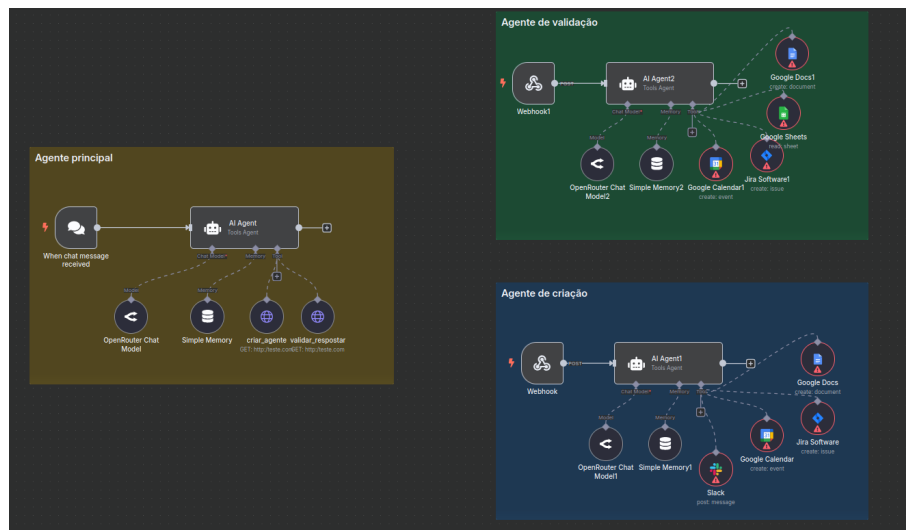 Agente de validação
AI Agent2
Tools Agent
POST
Webhook1
Chat Model*
Memory
Tool
Model
Memory
OpenRouter Chat
Model2
Simple Memory2
Google Calendar1
create: event
Google Docs1
create: document
Google Sheets
read: sheet
Jira Software1
create: issue
Agente principal
AI Agent
Tools Agent
When chat message
received
Chat Model*
Memory
Tool
Model
Memory
OpenRouter Chat
Model
Simple Memory
criar_agente
GET: http://teste.com
validar_respostar
GET: http://teste.com
Agente de criação
AI Agent1
Tools Agent
POST
Webhook
Chat Model*
Memory
Tool
Model
Memory
OpenRouter Chat
Model1
Simple Memory1
Slack
post: message
Google Calendar
create: event
Google Docs
create: document
Jira Software
create: issue